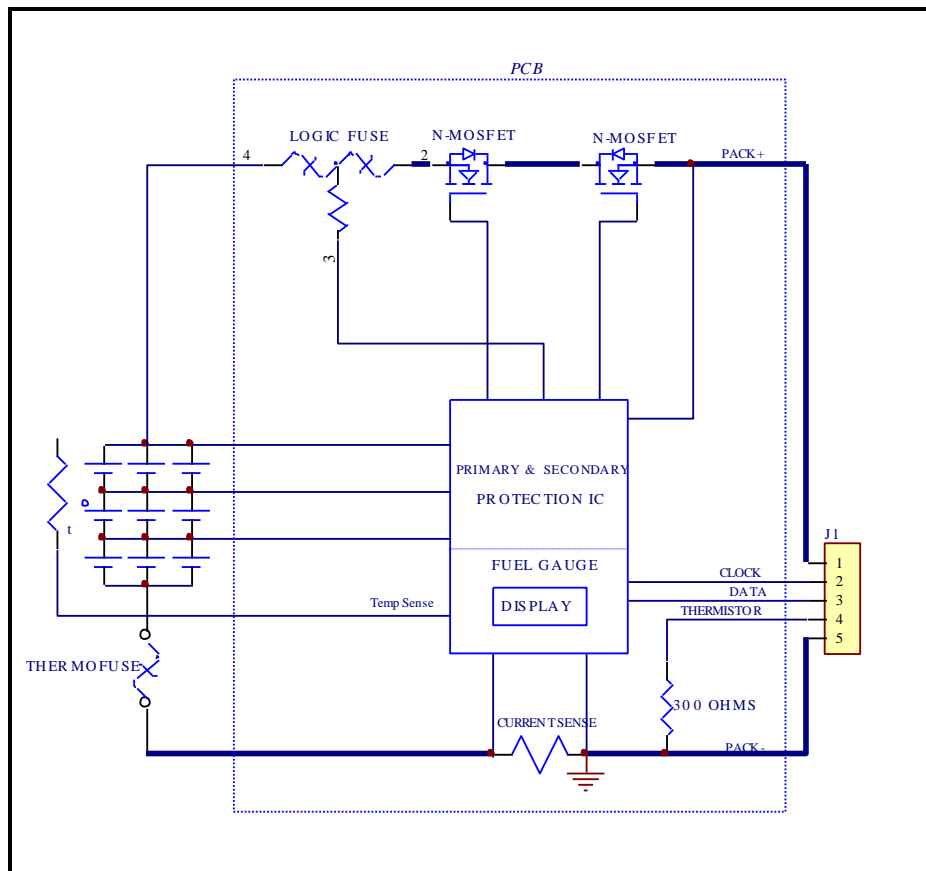 PCB
LOGIC FUSE
N-MOSFET
N-MOSFET
4
2
PACK+
3
PRIMARY & SECONDARY
PROTECTION IC
J1
t
FUEL GAUGE
1
CLOCK
2
DISPLAY
DATA
3
Temp Sense
THERMISTOR
4
5
THERMOFUSE
300 OHMS
CURRENT SENSE
PACK-